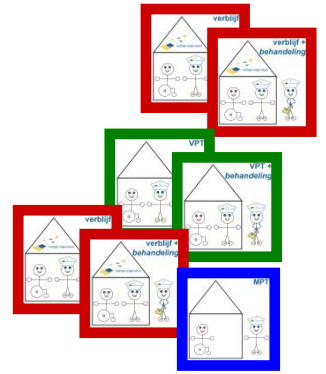 verblijf
verblijf +
behandeling
VPT
VPT +
behandeling
verblijf
verblijf +
behandeling
MPT